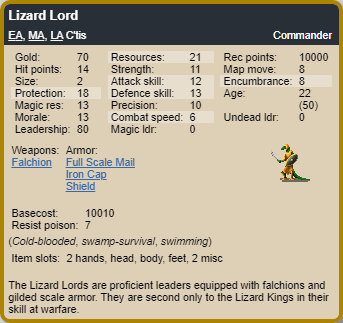 Lizard Lord
EA, MA, LA C'tis Commander
Gold: 70 Resources: 21 Rec points: 10000
Hit points: 14 Strength: 11 Map move: 8
Size: 2 Attack skill: 12 Encumbrance: 8
Protection: 18 Defence skill: 13 Age: 22
Magic res: 13 Precision: 10 (50)
Morale: 13 Combat speed: 6 Undead ldr: 0
Leadership: 80 Magic ldr: 0
Weapons: Armor:
Falchion Full Scale Mail
Iron Cap
Shield
Basecost: 10010
Resist poison: 7
(Cold-blooded, swamp-survival, swimming)
Item slots: 2 hands, head, body, feet, 2 misc
The Lizard Lords are proficient leaders equipped with falchions and
gilded scale armor. They are second only to the Lizard Kings in their
skill at warfare.